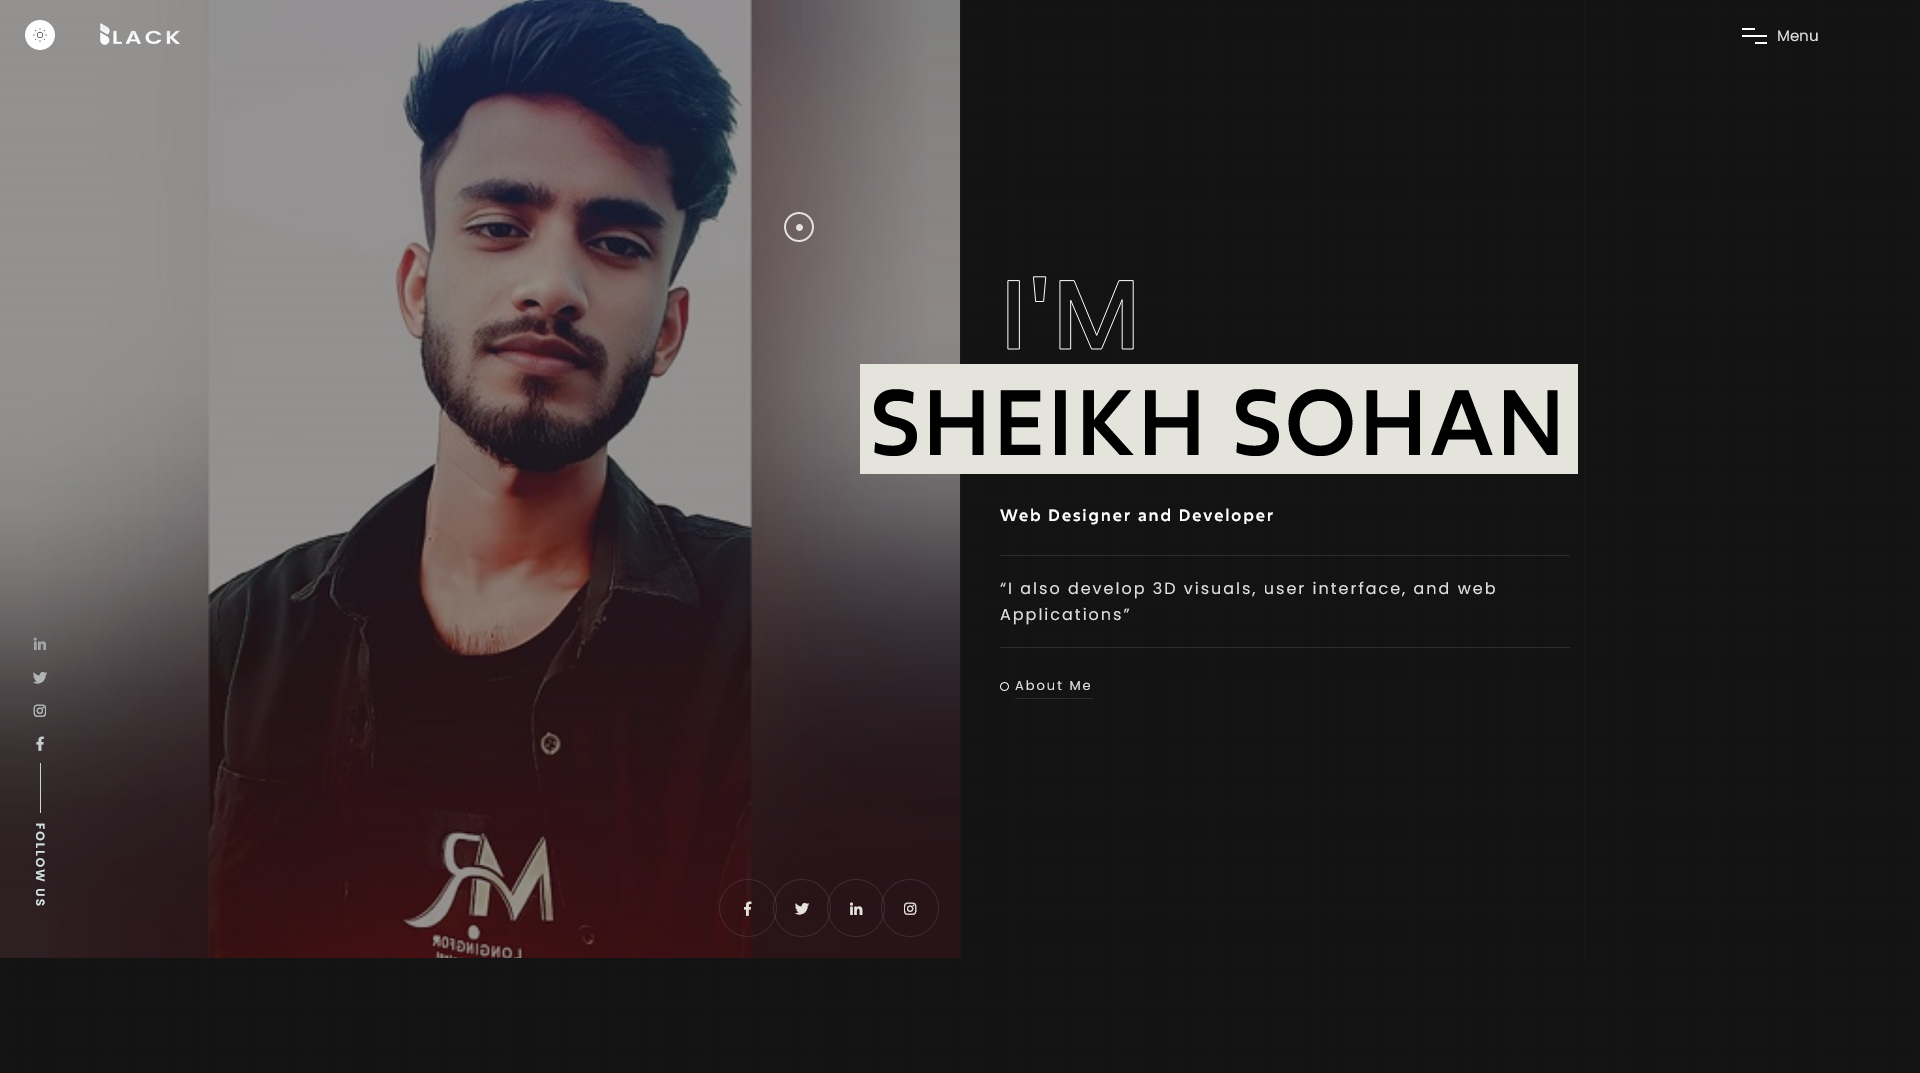 BLACK
Menu
I'M
SHEIKH SOHAN
Web Designer and Developer
“I also develop 3D visuals, user interface, and web
Applications”
About Me
FOLLOW US
MR
LONGINGFOR